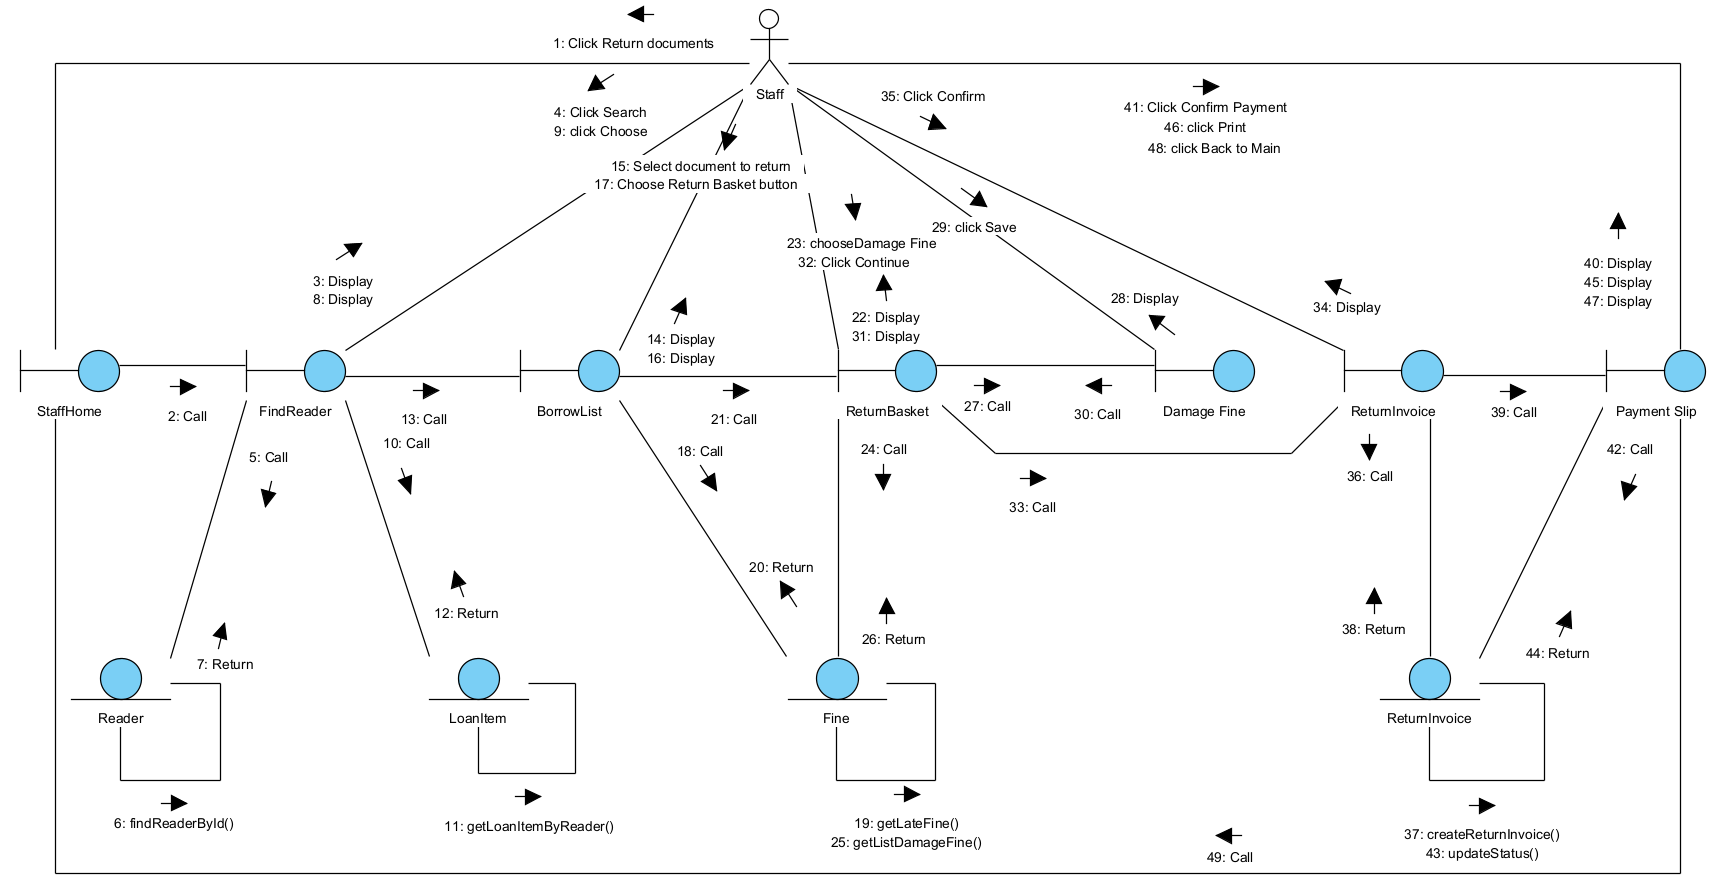 1: Click Return documents
Staff
4: Click Search
9: click Choose
35: Click Confirm
41: Click Confirm Payment
46: click Print
48: click Back to Main
15: Select document to return
17: Choose Return Basket button
29: click Save
23: chooseDamage Fine
32: Click Continue
3: Display
8: Display
40: Display
45: Display
47: Display
28: Display
34: Display
22: Display
31: Display
14: Display
16: Display
StaffHome
2: Call
FindReader
13: Call
BorrowList
21: Call
ReturnBasket
27: Call
30: Call
Damage Fine
ReturnInvoice
39: Call
Payment Slip
5: Call
10: Call
18: Call
24: Call
33: Call
36: Call
42: Call
7: Return
12: Return
20: Return
26: Return
38: Return
44: Return
Reader
LoanItem
Fine
ReturnInvoice
6: findReaderById()
11: getLoanItemByReader()
19: getLateFine()
25: getListDamageFine()
49: Call
37: createReturnInvoice()
43: updateStatus()